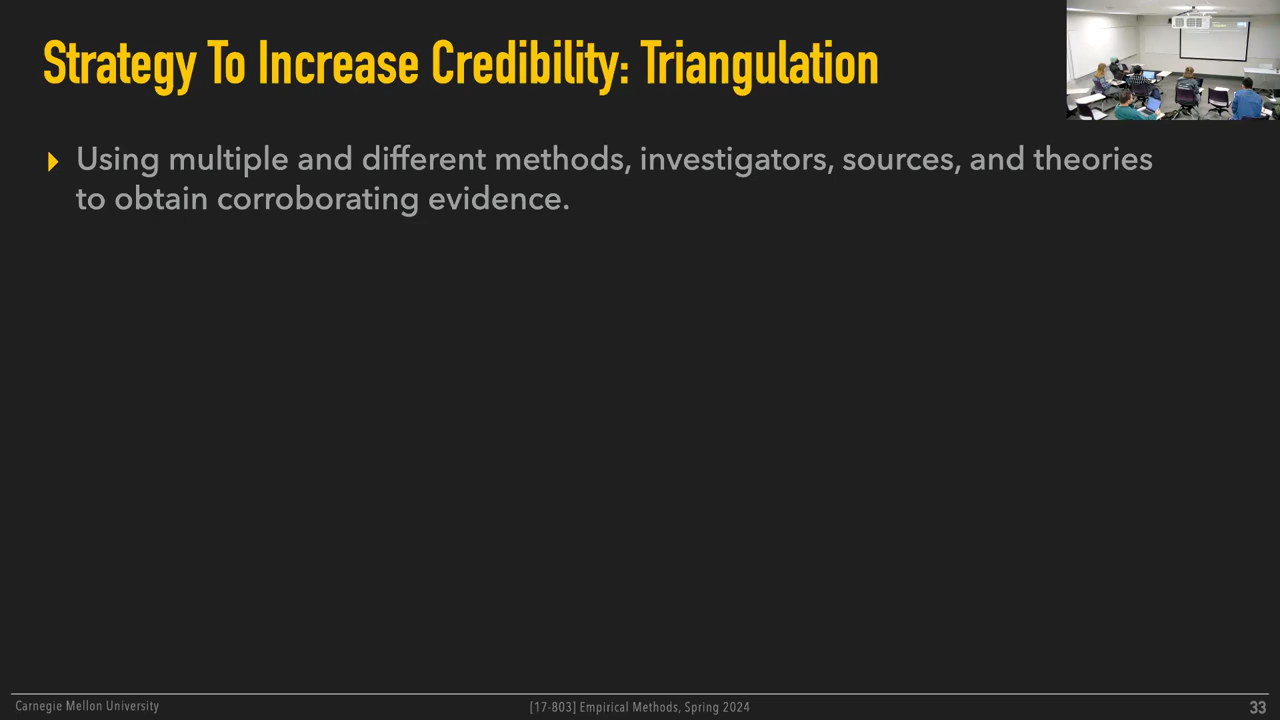 Strategy To Increase Credibility: Triangulation
Using multiple and different methods, investigators, sources, and theories
to obtain corroborating evidence.
Carnegie Mellon University
[17-803] Empirical Methods, Spring 2024
33